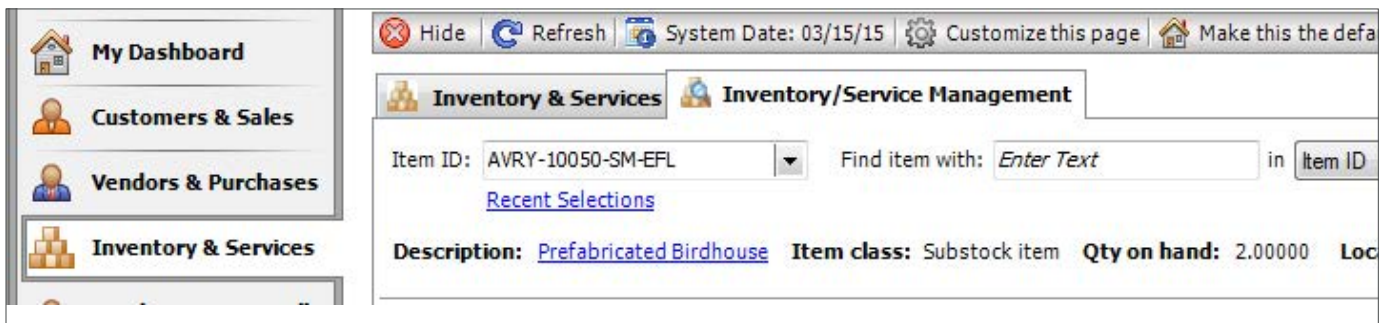 My Dashboard
Customers & Sales
Vendors & Purchases
Inventory & Services
Hide Refresh System Date: 03/15/15 Customize this page Make this the defa
Inventory & Services Inventory/Service Management
Item ID: AVRY-10050-SM-EFL Find item with: Enter Text in Item ID
Recent Selections
Description: Prefabricated Birdhouse Item class: Substock item Qty on hand: 2.00000 Loc